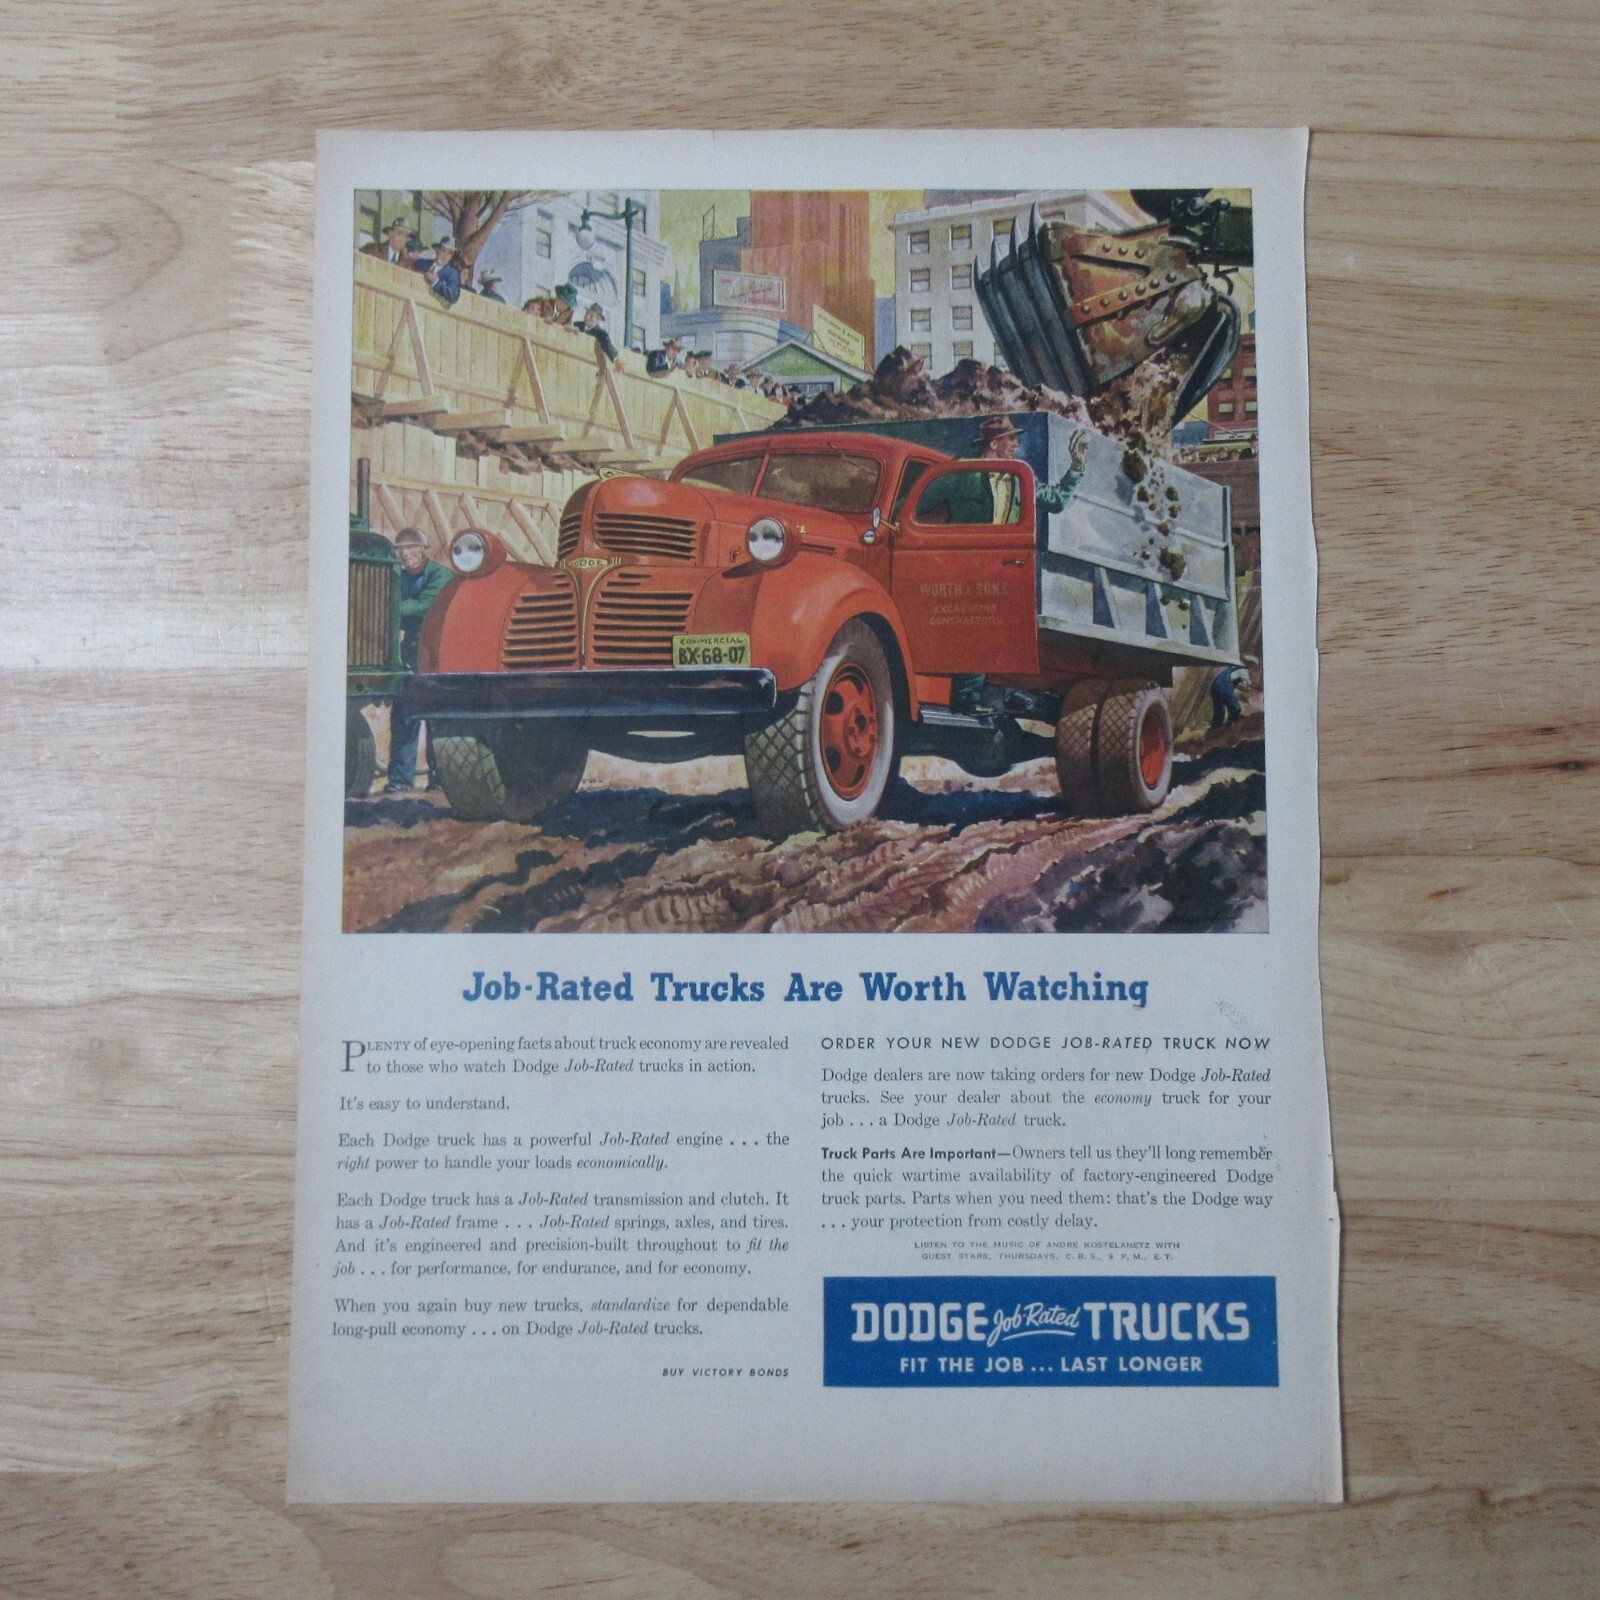 DODGE
COMMERCIAL
BX-68-07
WORTH & SONS
EXCAVATING
CONTRACTORS
Job-Rated Trucks Are Worth Watching
PLENTY of eye-opening facts about truck economy are revealed
to those who watch Dodge Job-Rated trucks in action.
It's easy to understand.
Each Dodge truck has a powerful Job-Rated engine . . . the
right power to handle your loads economically.
Each Dodge truck has a Job-Rated transmission and clutch. It
has a Job-Rated frame . . . Job-Rated springs, axles, and tires.
And it's engineered and precision-built throughout to fit the
job . . . for performance, for endurance, and for economy.
When you again buy new trucks, standardize for dependable
long-pull economy . . . on Dodge Job-Rated trucks.
BUY VICTORY BONDS
ORDER YOUR NEW DODGE JOB-RATED TRUCK NOW
Dodge dealers are now taking orders for new Dodge Job-Rated
trucks. See your dealer about the economy truck for your
job . . . a Dodge Job-Rated truck.
Truck Parts Are Important—Owners tell us they'll long remember
the quick wartime availability of factory-engineered Dodge
truck parts. Parts when you need them: that's the Dodge way
. . . your protection from costly delay.
LISTEN TO THE MUSIC OF ANDRE KOSTELANETZ WITH
GUEST STARS, THURSDAYS, C. B. S., 9 P. M., E. T.
DODGE Job-Rated TRUCKS
FIT THE JOB ... LAST LONGER